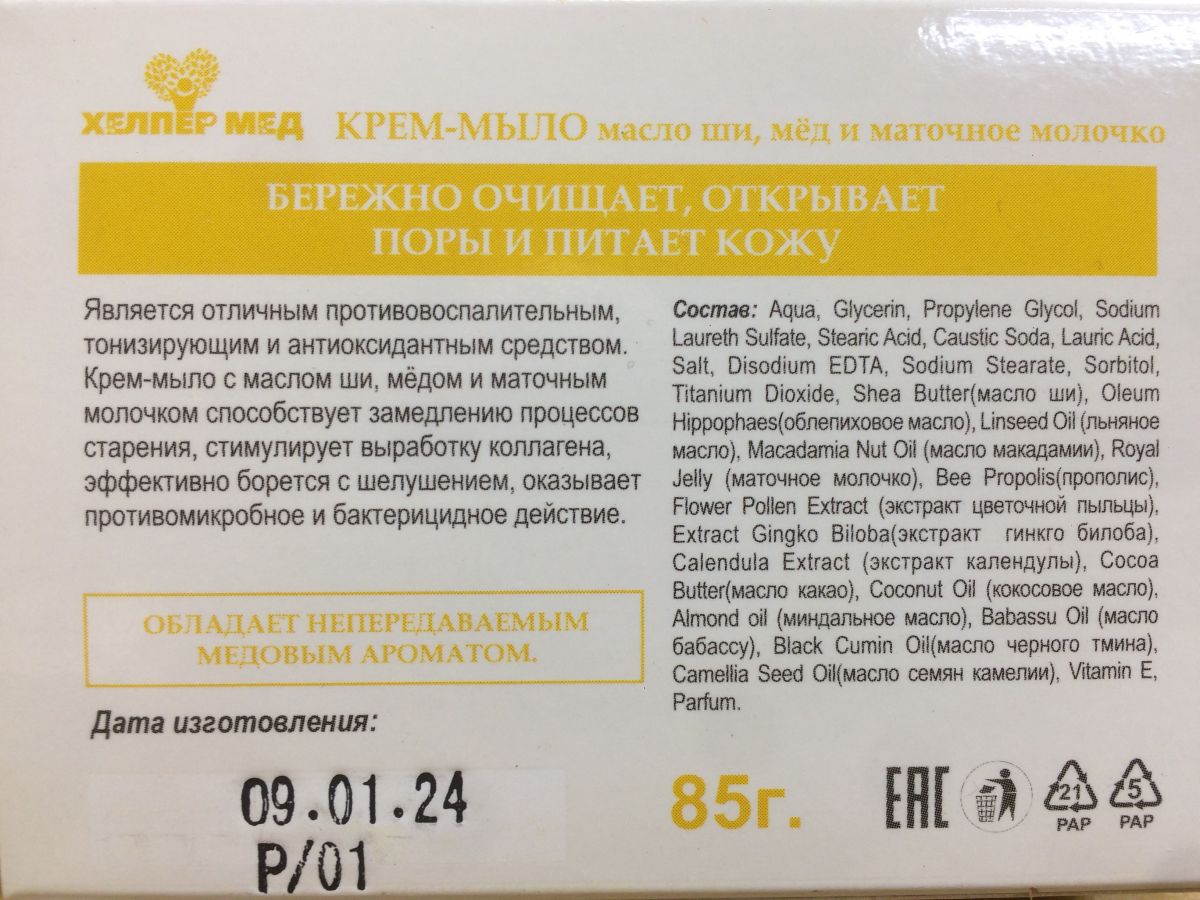 ХЕЛПЕР МЕД
КРЕМ-МЫЛО масло ши, мёд и маточное молочко
БЕРЕЖНО ОЧИЩАЕТ, ОТКРЫВАЕТ
ПОРЫ И ПИТАЕТ КОЖУ
Является отличным противовоспалительным,
тонизирующим и антиоксидантным средством.
Крем-мыло с маслом ши, мёдом и маточным
молочком способствует замедлению процессов
старения, стимулирует выработку коллагена,
эффективно борется с шелушением, оказывает
противомикробное и бактерицидное действие.
ОБЛАДАЕТ НЕПЕРЕДАВАЕМЫМ
МЕДОВЫМ АРОМАТОМ.
Дата изготовления:
09.01.24
P/01
Состав: Aqua, Glycerin, Propylene Glycol, Sodium
Laureth Sulfate, Stearic Acid, Caustic Soda, Lauric Acid,
Salt, Disodium EDTA, Sodium Stearate, Sorbitol,
Titanium Dioxide, Shea Butter(масло ши), Oleum
Hippophaes(облепиховое масло), Linseed Oil (льняное
масло), Macadamia Nut Oil (масло макадамии), Royal
Jelly (маточное молочко), Bee Propolis(прополис),
Flower Pollen Extract (экстракт цветочной пыльцы),
Extract Gingko Biloba(экстракт гинкго билоба),
Calendula Extract (экстракт календулы), Cocoa
Butter(масло какао), Coconut Oil (кокосовое масло),
Almond oil (миндальное масло), Babassu Oil (масло
бабассу), Black Cumin Oil(масло черного тмина),
Camellia Seed Oil(масло семян камелии), Vitamin E,
Parfum.
85г.
EAC
21
PAP
5
PAP